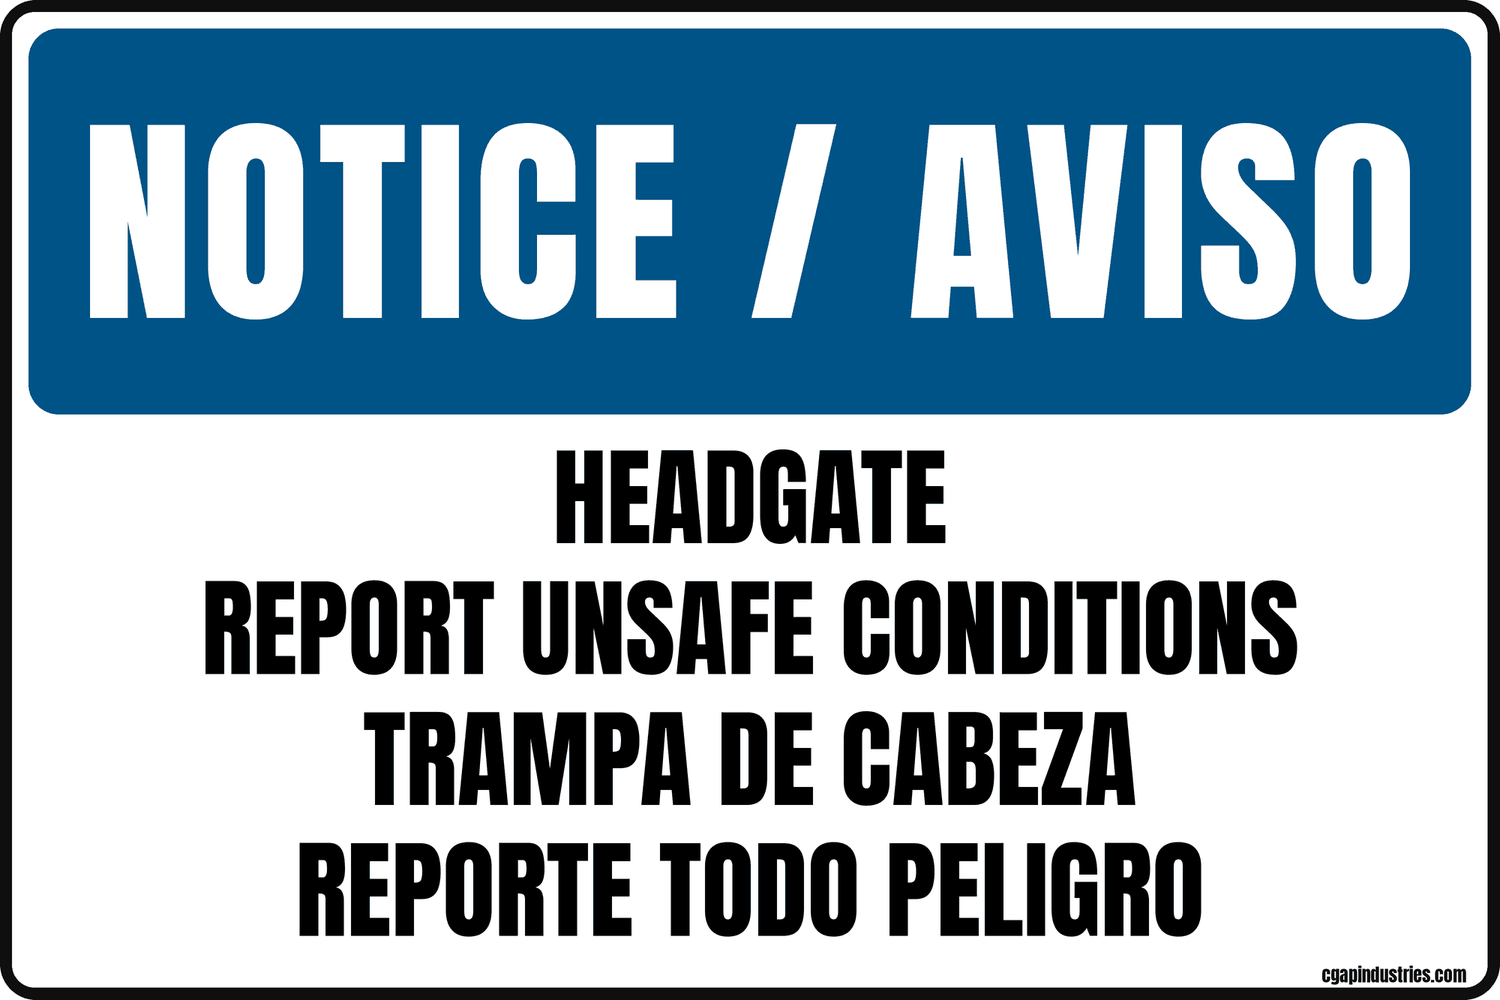 NOTICE / AVISO
HEADGATE
REPORT UNSAFE CONDITIONS
TRAMPA DE CABEZA
REPORTE TODO PELIGRO
cgapindustries.com